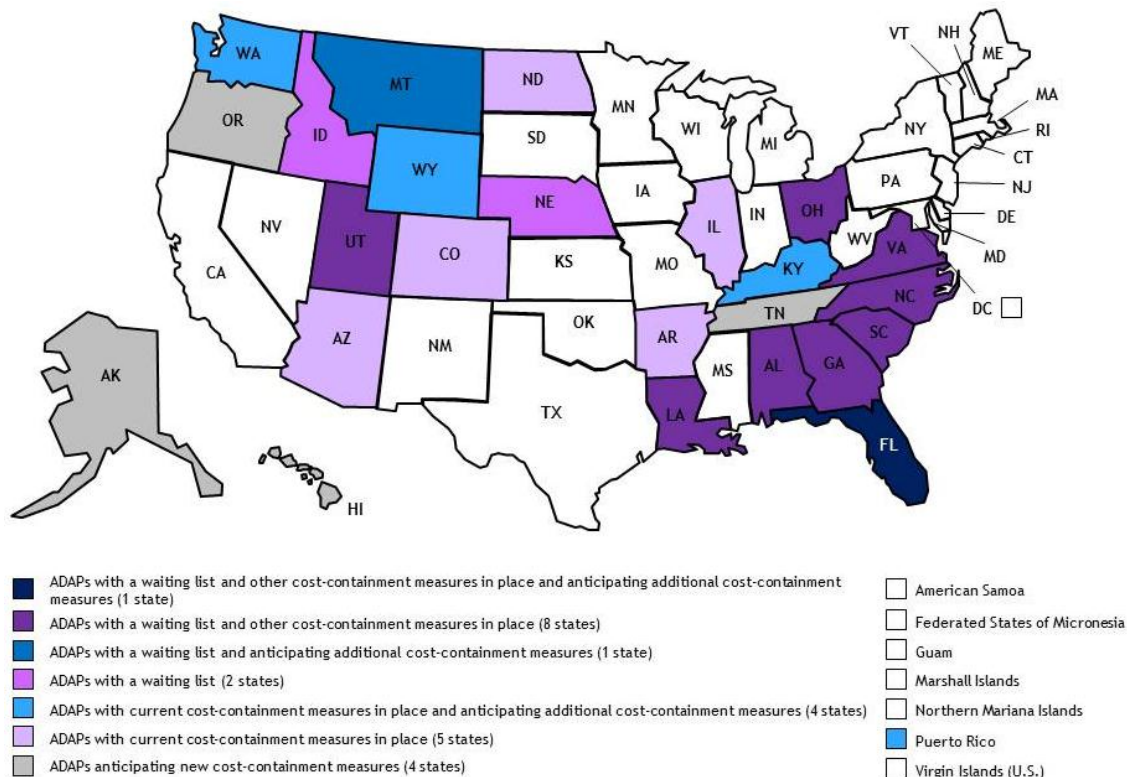 VT NH ME
WA
MT ND MN
MA
OR ID SD WI MI NY RI
WY CT
IA PA NJ
NE
NV UT CO IL IN OH DE
CA KS MO WV VA MD
KY
DC
AZ NM OK AR TN NC
SC
AK MS AL GA
TX LA
FL
HI
ADAPs with a waiting list and other cost-containment measures in place and anticipating additional cost-containment
measures (1 state)
ADAPs with a waiting list and other cost-containment measures in place (8 states)
ADAPs with a waiting list and anticipating additional cost-containment measures (1 state)
ADAPs with a waiting list (2 states)
ADAPs with current cost-containment measures in place and anticipating additional cost-containment measures (4 states)
ADAPs with current cost-containment measures in place (5 states)
ADAPs anticipating new cost-containment measures (4 states)
American Samoa
Federated States of Micronesia
Guam
Marshall Islands
Northern Mariana Islands
Puerto Rico
Virgin Islands (U.S.)